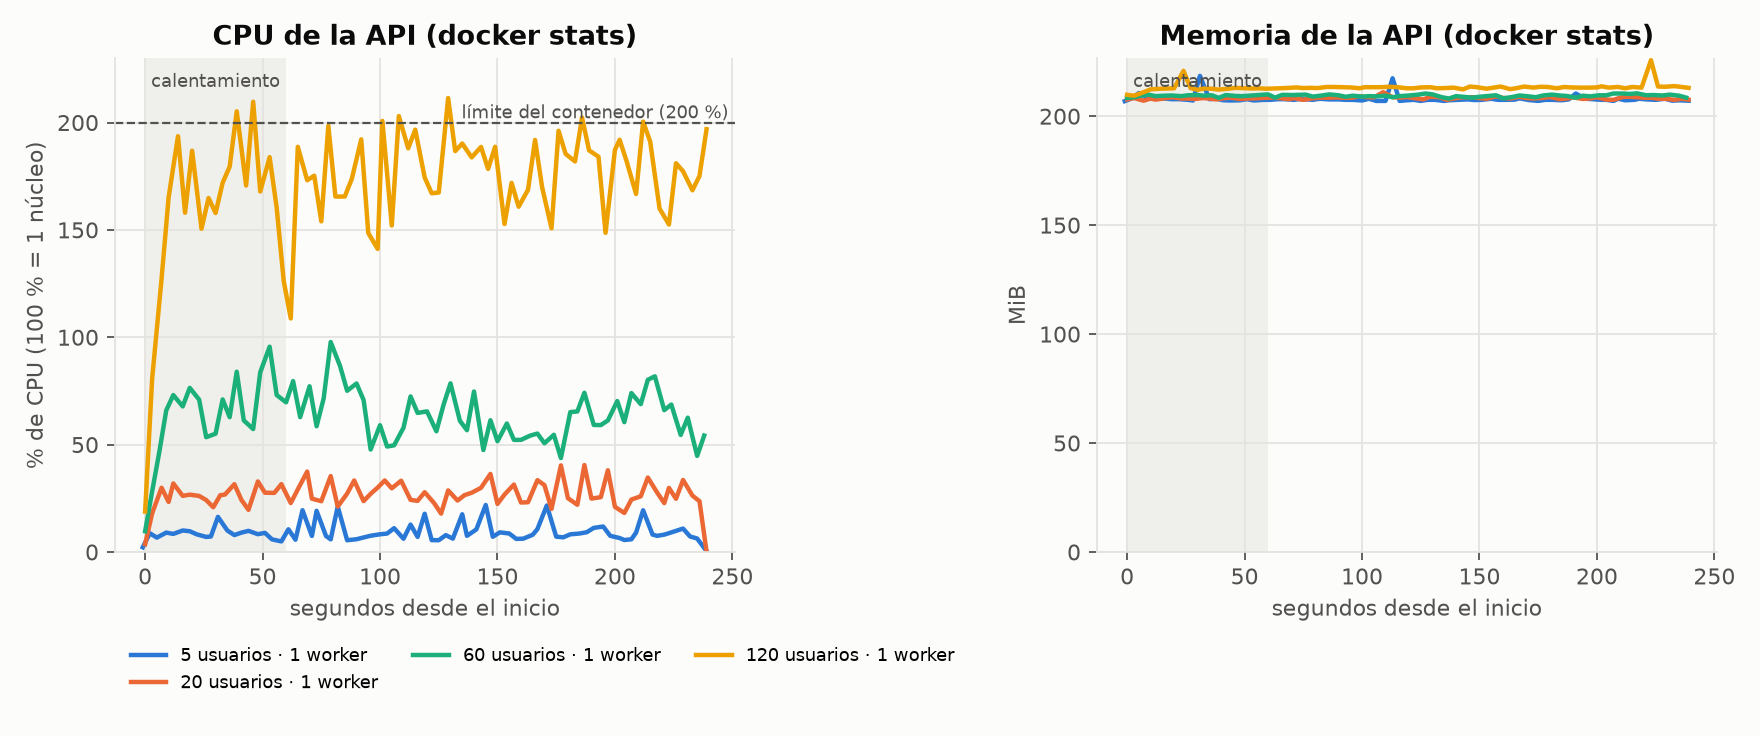 CPU de la API (docker stats)
calentamiento
límite del contenedor (200 %)
% de CPU (100 % = 1 núcleo)
200
150
100
50
0
0 50 100 150 200 250
segundos desde el inicio
Memoria de la API (docker stats)
calentamiento
MiB
200
150
100
50
0
0 50 100 150 200 250
segundos desde el inicio
5 usuarios · 1 worker
20 usuarios · 1 worker
60 usuarios · 1 worker
120 usuarios · 1 worker